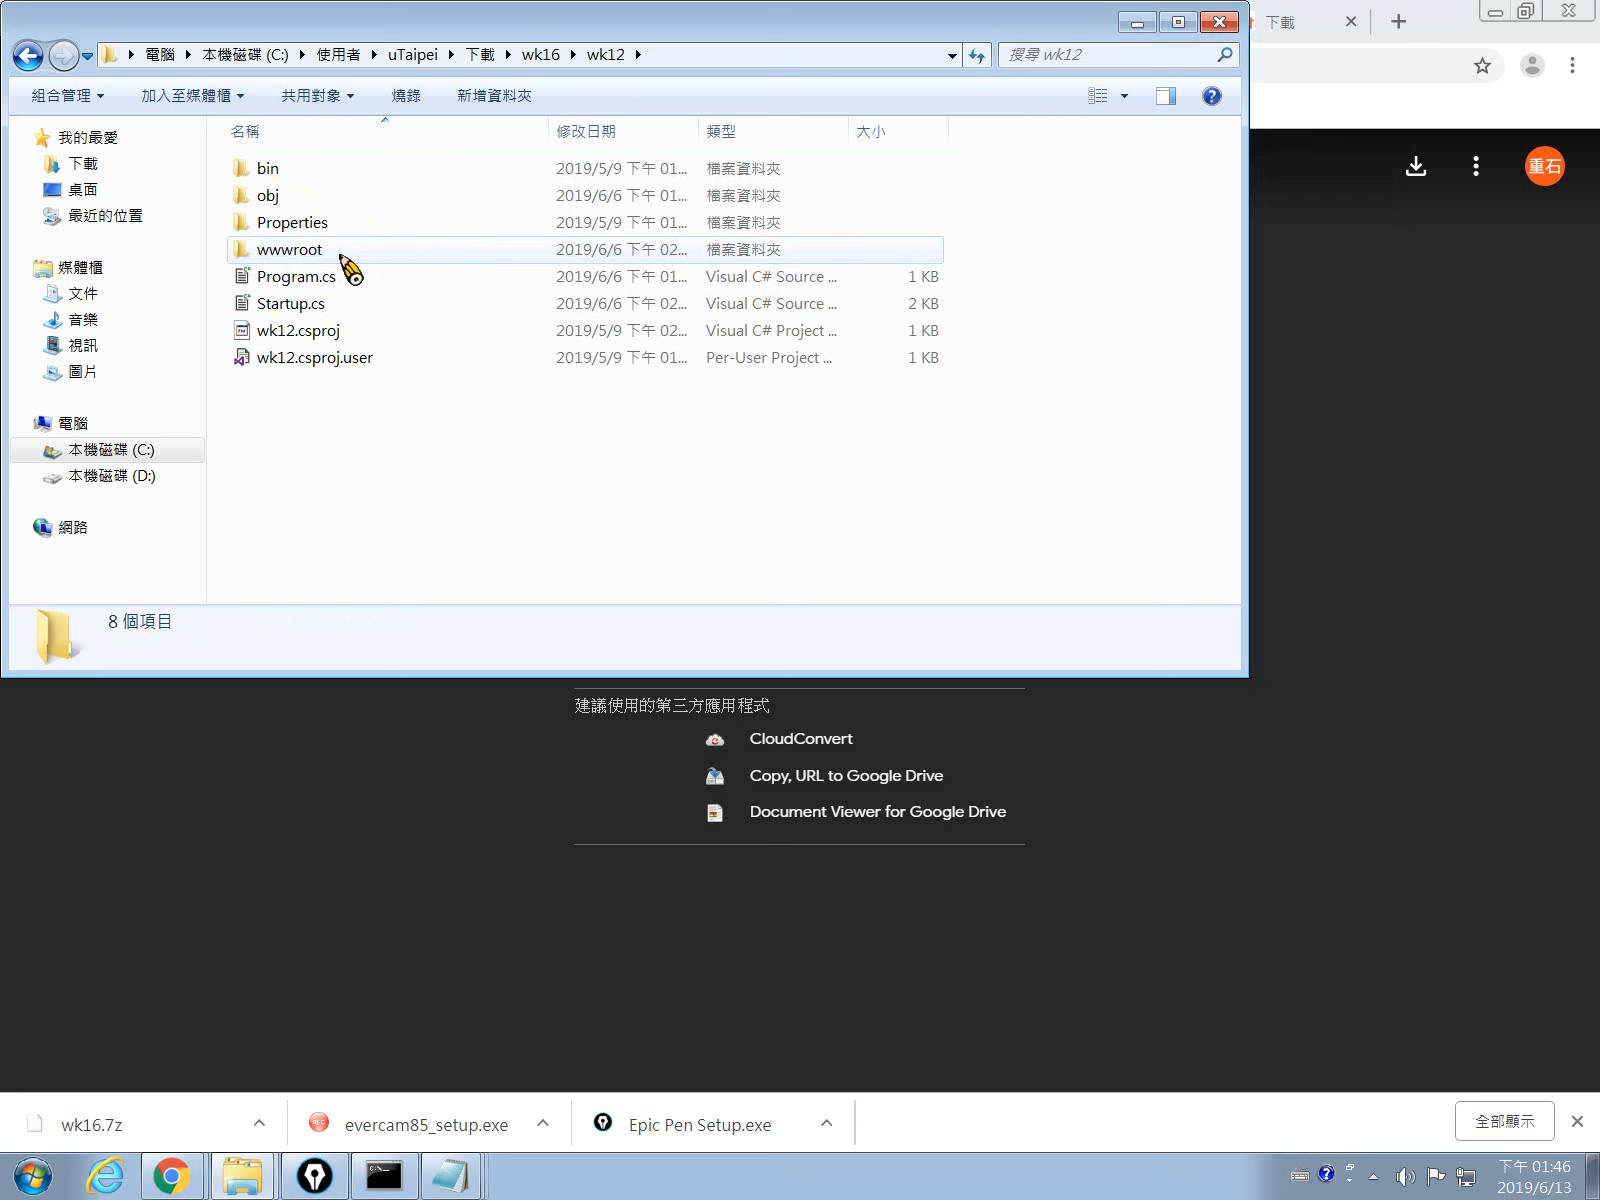 下載
電腦 本機磁碟 (C:) 使用者 uTaipei 下載 wk16 wk12
搜尋 wk12
組合管理 加入至媒體櫃 共用對象 燒錄 新增資料夾
名稱 修改日期 類型 大小
我的最愛
下載
桌面
最近的位置
媒體櫃
文件
音樂
視訊
圖片
電腦
本機磁碟 (C:)
本機磁碟 (D:)
網路
bin 2019/5/9 下午 01... 檔案資料夾
obj 2019/6/6 下午 01... 檔案資料夾
Properties 2019/5/9 下午 01... 檔案資料夾
wwwroot 2019/6/6 下午 02... 檔案資料夾
Program.cs 2019/6/6 下午 01... Visual C# Source ... 1 KB
Startup.cs 2019/6/6 下午 02... Visual C# Source ... 2 KB
wk12.csproj 2019/5/9 下午 02... Visual C# Project ... 1 KB
wk12.csproj.user 2019/5/9 下午 01... Per-User Project ... 1 KB
8 個項目
重石
建議使用的第三方應用程式
CloudConvert
Copy, URL to Google Drive
Document Viewer for Google Drive
wk16.7z
evercam85_setup.exe
Epic Pen Setup.exe
全部顯示
下午 01:46
2019/6/13